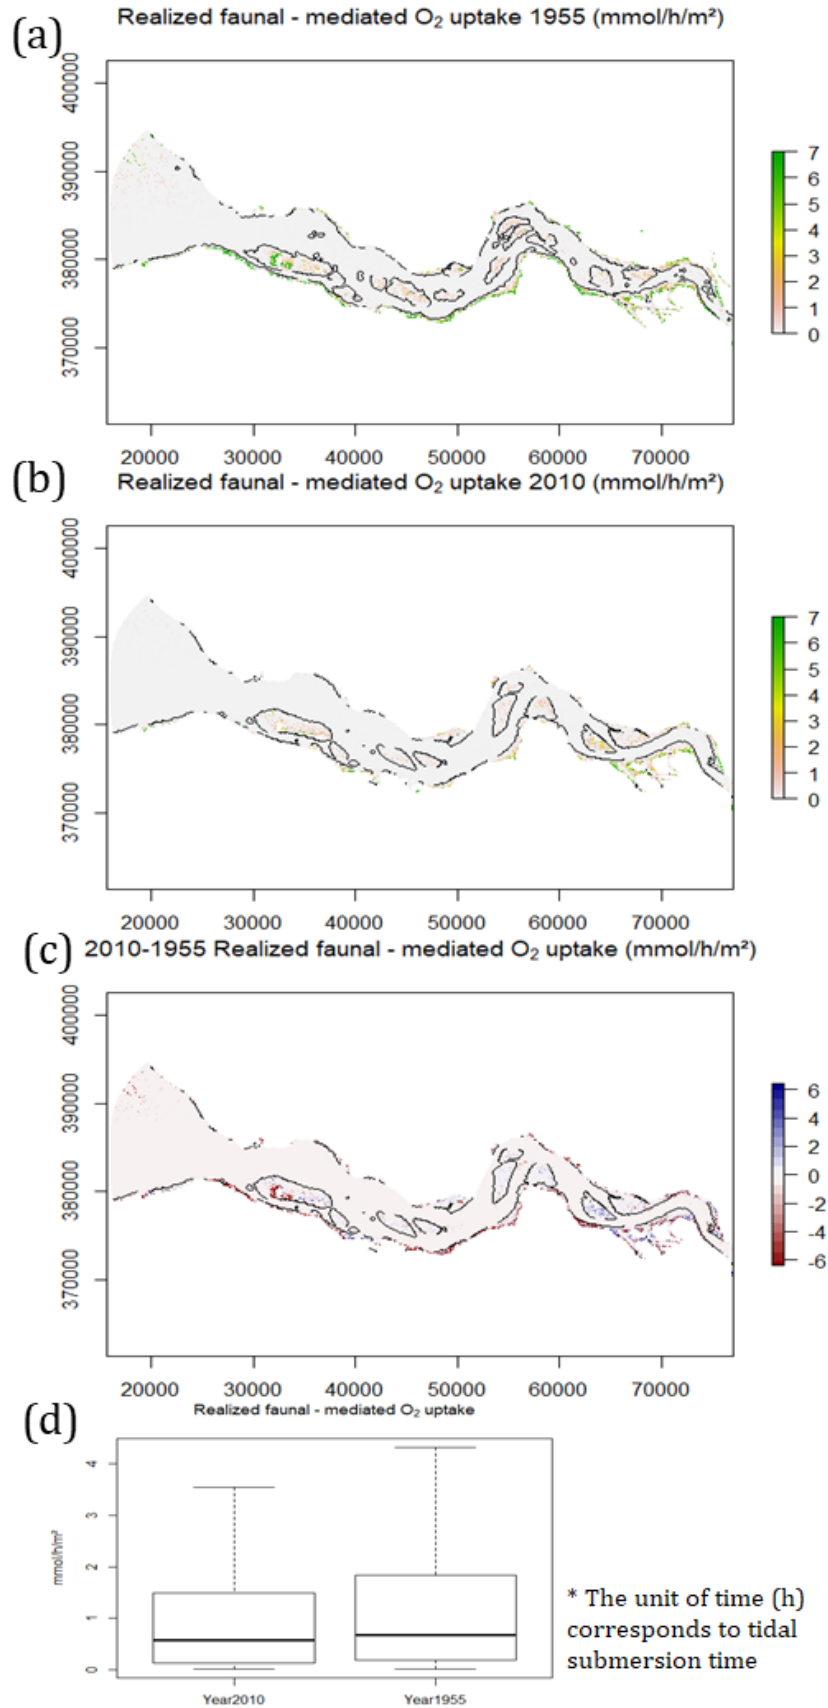 (a)
Realized faunal - mediated O₂ uptake 1955 (mmol/h/m²)
400000
390000
380000
370000
20000 30000 40000 50000 60000 70000
7
6
5
4
3
2
1
0
(b)
Realized faunal - mediated O₂ uptake 2010 (mmol/h/m²)
400000
390000
380000
370000
20000 30000 40000 50000 60000 70000
7
6
5
4
3
2
1
0
(c)
2010-1955 Realized faunal - mediated O₂ uptake (mmol/h/m²)
400000
390000
380000
370000
20000 30000 40000 50000 60000 70000
6
4
2
0
-2
-4
-6
(d)
Realized faunal - mediated O₂ uptake
mmol/h/m²
4
3
2
1
0
Year2010 Year1955
* The unit of time (h)
corresponds to tidal
submersion time